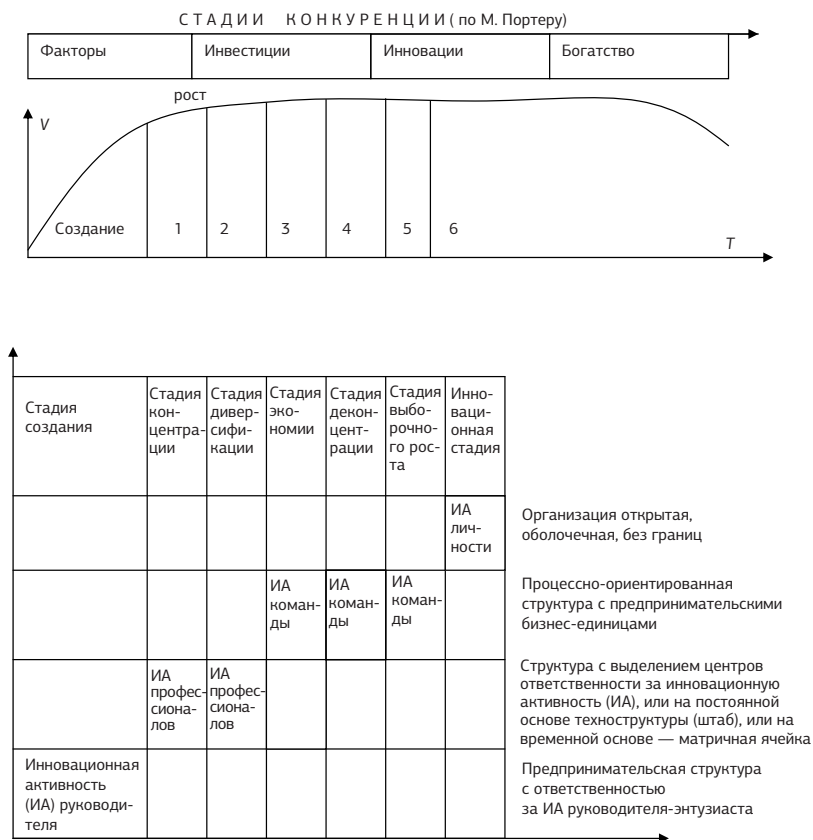 СТАДИИ КОНКУРЕНЦИИ ( по М. Портеру)
Факторы
Инвестиции
Инновации
Богатство
рост
V
Создание
1
2
3
4
5
6
T
Стадия
создания
Стадия
кон-
центра-
ции
Стадия
дивер-
сифи-
кации
Стадия
эко-
номии
Стадия
декон-
цент-
рации
Стадия
выбо-
рочно-
го рос-
та
Инно-
ваци-
онная
стадия
ИА
лич-
ности
Организация открытая,
оболочечная, без границ
ИА
коман-
ды
ИА
коман-
ды
ИА
коман-
ды
Процессно-ориентированная
структура с предпринимательскими
бизнес-единицами
ИА
профес-
сиона-
лов
ИА
профес-
сиона-
лов
Структура с выделением центров
ответственности за инновационную
активность (ИА), или на постоянной
основе техноструктуры (штаб), или на
временной основе — матричная ячейка
Инновационная
активность
(ИА) руководи-
теля
Предпринимательская структура
с ответственностью
за ИА руководителя-энтузиаста